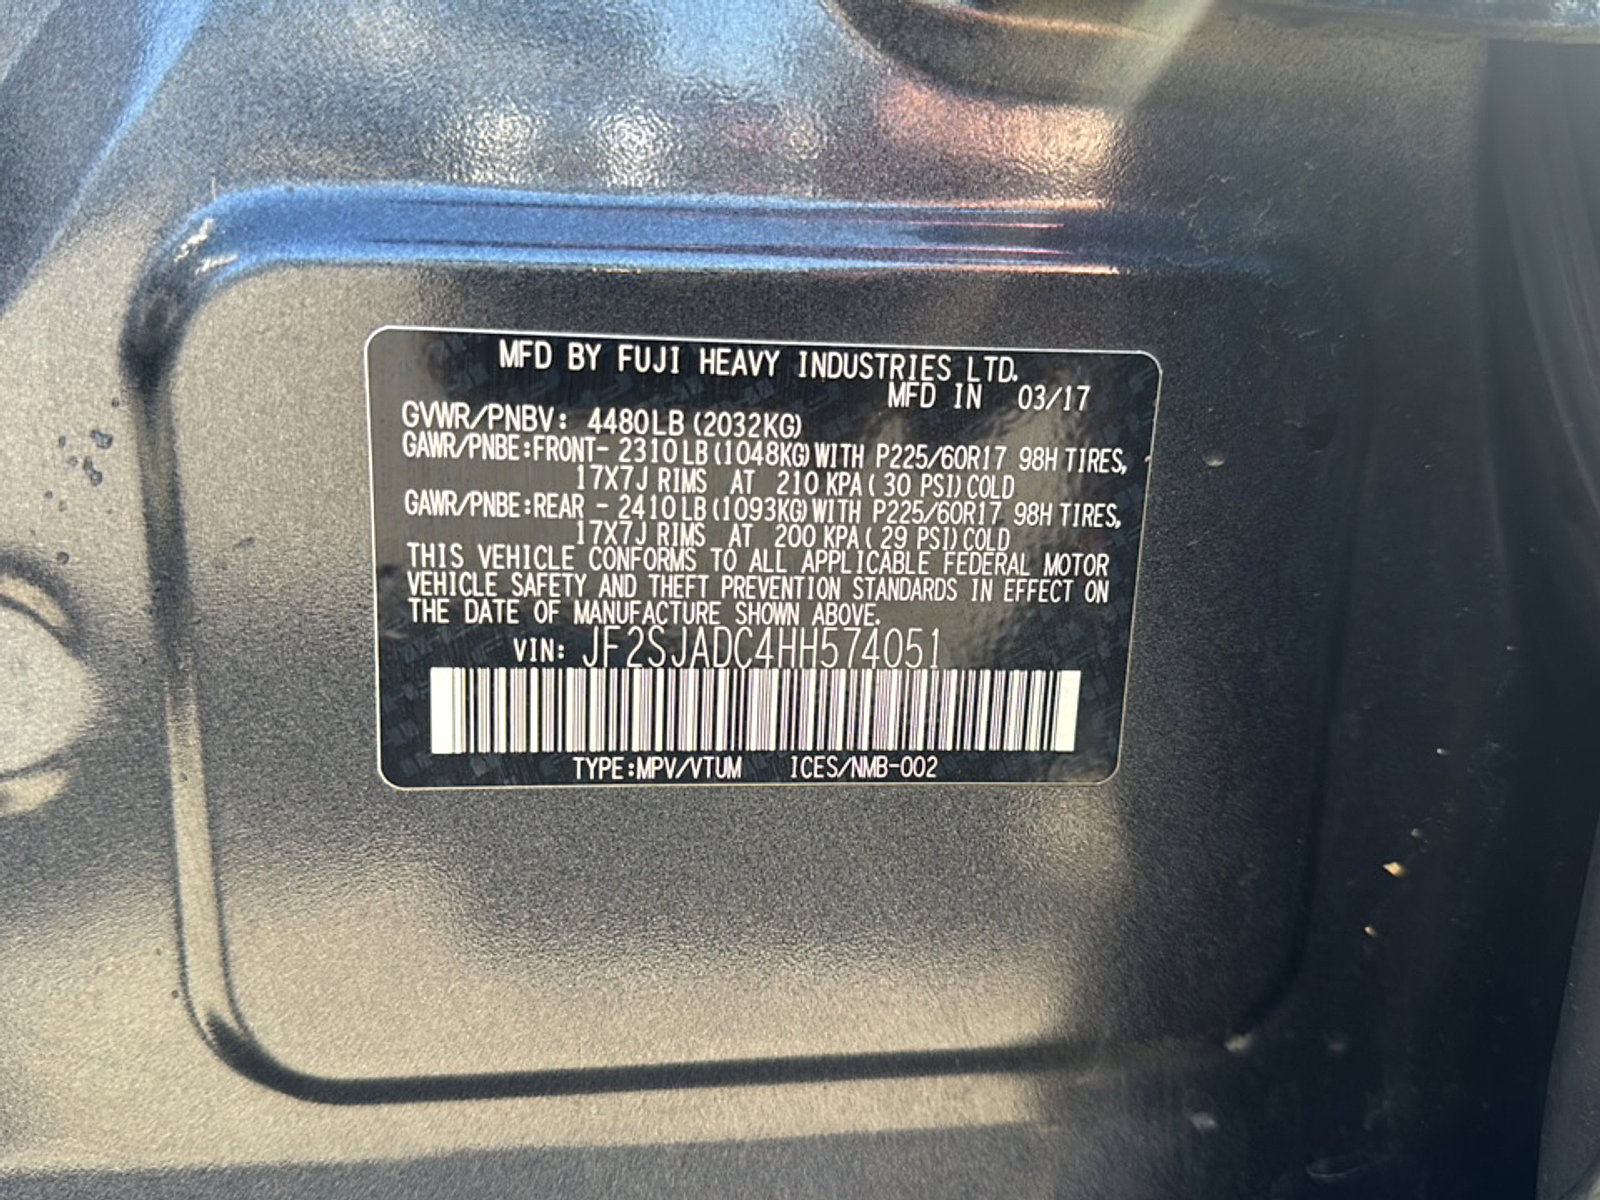 MFD BY FUJI HEAVY INDUSTRIES LTD.
MFD IN 03/17
GVWR/PNBV: 4480LB (2032KG)
GAWR/PNBE:FRONT- 2310 LB (1048KG) WITH P225/60R17 98H TIRES,
17X7J RIMS AT 210 KPA ( 30 PSI) COLD
GAWR/PNBE:REAR - 2410 LB (1093KG) WITH P225/60R17 98H TIRES,
17X7J RIMS AT 200 KPA ( 29 PSI) COLD
THIS VEHICLE CONFORMS TO ALL APPLICABLE FEDERAL MOTOR
VEHICLE SAFETY AND THEFT PREVENTION STANDARDS IN EFFECT ON
THE DATE OF MANUFACTURE SHOWN ABOVE.
VIN: JF2SJADC4HH574051
TYPE:MPV/VTUM ICES/NMB-002